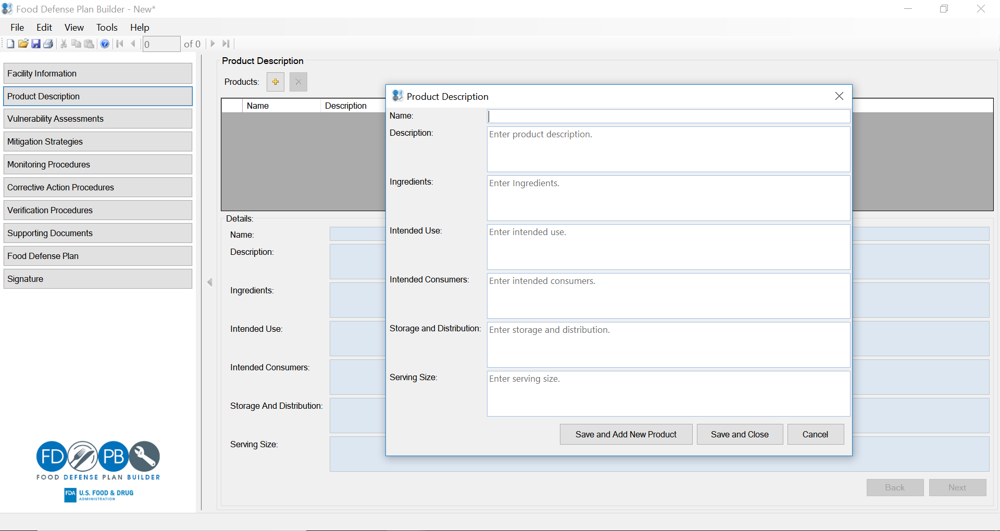 Food Defense Plan Builder - New*
File Edit View Tools Help
0 of 0
Facility Information
Product Description
Vulnerability Assessments
Mitigation Strategies
Monitoring Procedures
Corrective Action Procedures
Verification Procedures
Supporting Documents
Food Defense Plan
Signature
FD PB
FOOD DEFENSE PLAN BUILDER
FDA U.S. FOOD & DRUG
ADMINISTRATION
Product Description
Products:
Name Description
Details:
Name:
Description:
Ingredients:
Intended Use:
Intended Consumers:
Storage And Distribution:
Serving Size:
Back Next
Product Description
Name:
Description: Enter product description.
Ingredients: Enter Ingredients.
Intended Use: Enter intended use.
Intended Consumers: Enter intended consumers.
Storage and Distribution: Enter storage and distribution.
Serving Size: Enter serving size.
Save and Add New Product Save and Close Cancel